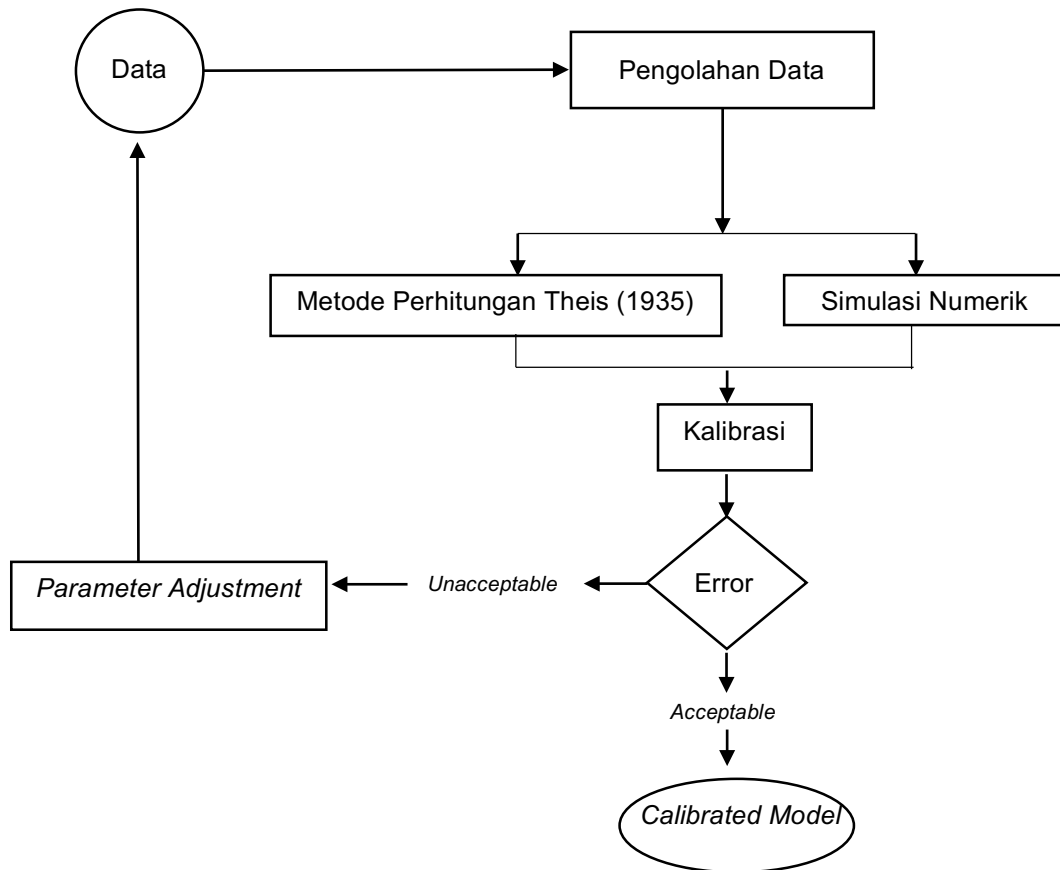 Data
Pengolahan Data
Metode Perhitungan Theis (1935)
Simulasi Numerik
Kalibrasi
Error
Unacceptable
Parameter Adjustment
Acceptable
Calibrated Model